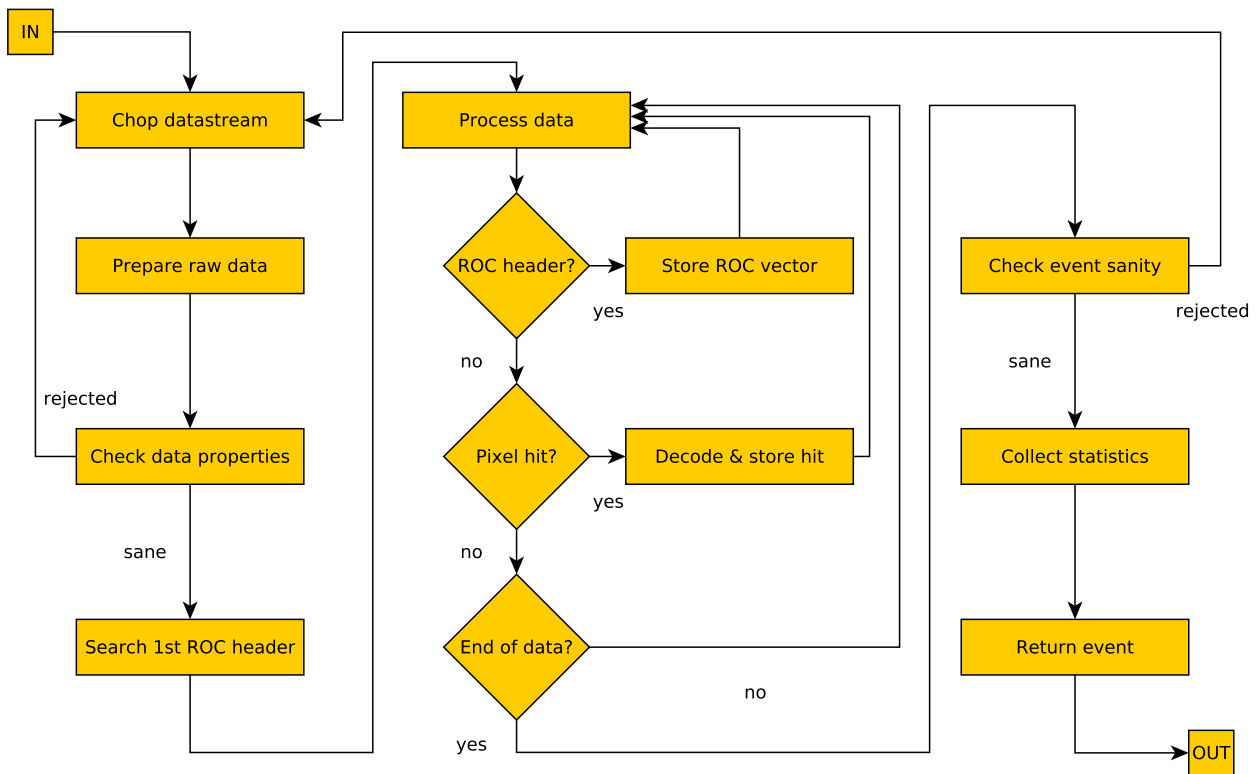 IN
Chop datastream
Prepare raw data
rejected
Check data properties
sane
Search 1st ROC header
Process data
ROC header?
yes
Store ROC vector
no
Pixel hit?
yes
Decode & store hit
no
End of data?
no
yes
Check event sanity
rejected
sane
Collect statistics
Return event
OUT